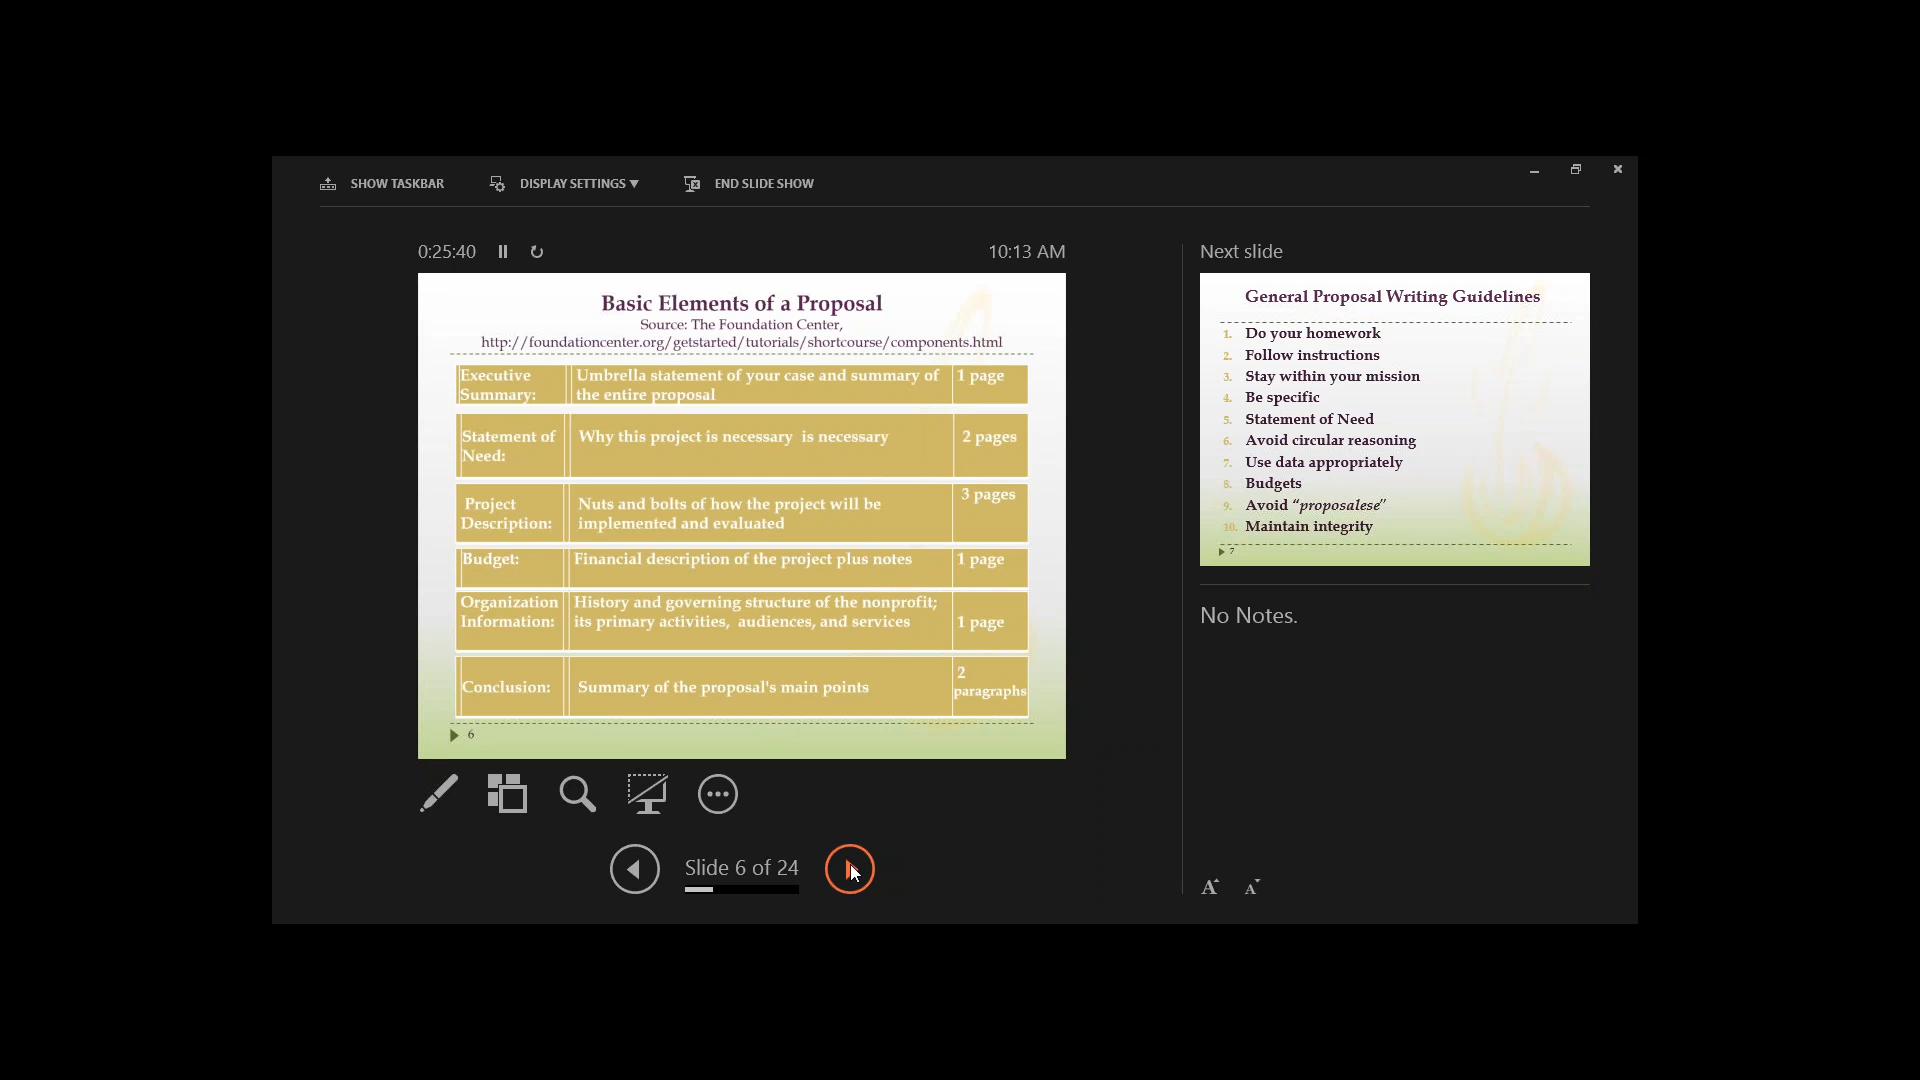 SHOW TASKBAR
DISPLAY SETTINGS ▼
END SLIDE SHOW
0:25:40
10:13 AM
Basic Elements of a Proposal
Source: The Foundation Center,
http://foundationcenter.org/getstarted/tutorials/shortcourse/components.html
Executive
Summary:
Umbrella statement of your case and summary of
the entire proposal
1 page
Statement of
Need:
Why this project is necessary  is necessary
2 pages
Project
Description:
Nuts and bolts of how the project will be
implemented and evaluated
3 pages
Budget:
Financial description of the project plus notes
1 page
Organization
Information:
History and governing structure of the nonprofit;
its primary activities,  audiences, and services
1 page
Conclusion:
Summary of the proposal's main points
2
paragraphs
6
Slide 6 of 24
Next slide
General Proposal Writing Guidelines
1. Do your homework
2. Follow instructions
3. Stay within your mission
4. Be specific
5. Statement of Need
6. Avoid circular reasoning
7. Use data appropriately
8. Budgets
9. Avoid “proposalese”
10. Maintain integrity
7
No Notes.
A
A